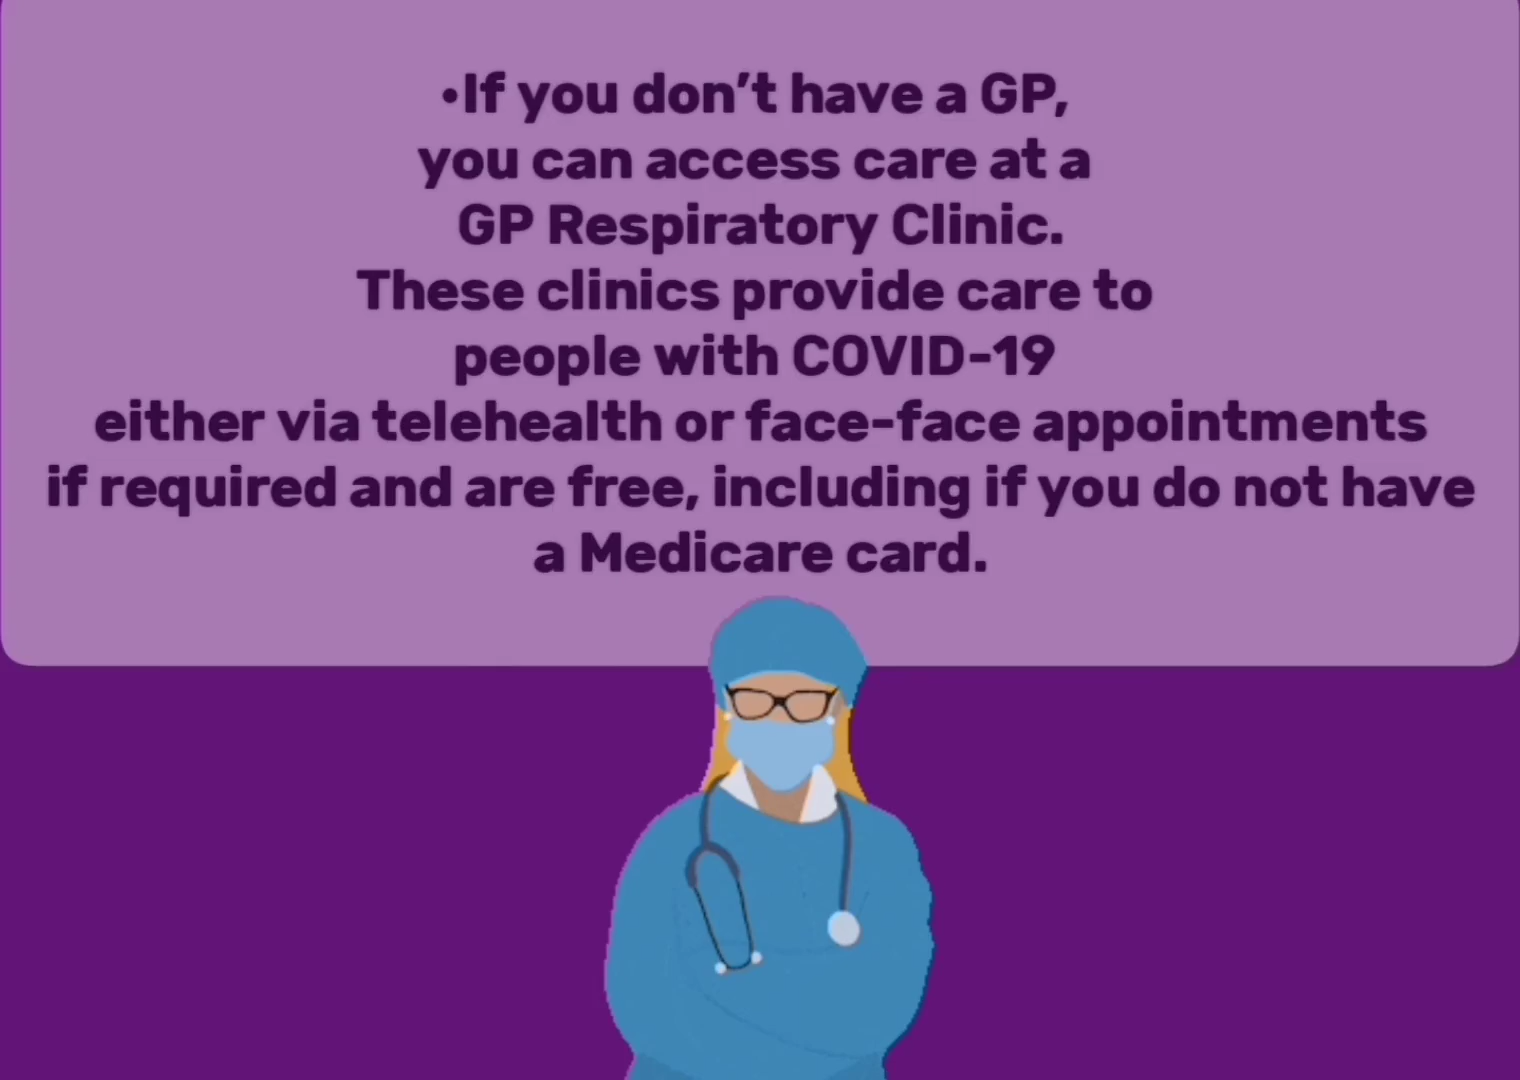 •If you don’t have a GP,
you can access care at a
GP Respiratory Clinic.
These clinics provide care to
people with COVID-19
either via telehealth or face-face appointments
if required and are free, including if you do not have
a Medicare card.